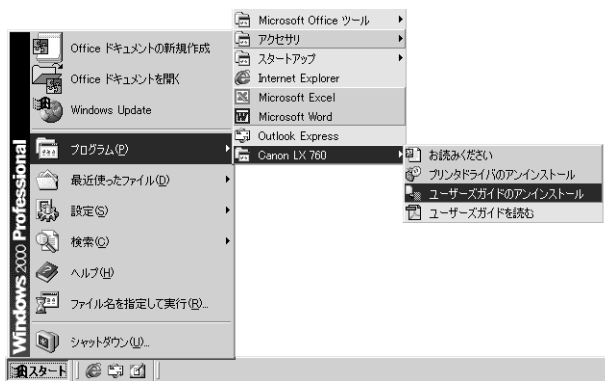 Windows 2000 Professional
Office ドキュメントの新規作成
Office ドキュメントを開く
Windows Update
プログラム(P)
最近使ったファイル(D)
設定(S)
検索(C)
ヘルプ(H)
ファイル名を指定して実行(R)...
シャットダウン(U)...
スタート
Microsoft Office ツール
アクセサリ
スタートアップ
Internet Explorer
Microsoft Excel
Microsoft Word
Outlook Express
Canon LX 760
お読みください
プリンタドライバのアンインストール
ユーザーズガイドのアンインストール
ユーザーズガイドを読む